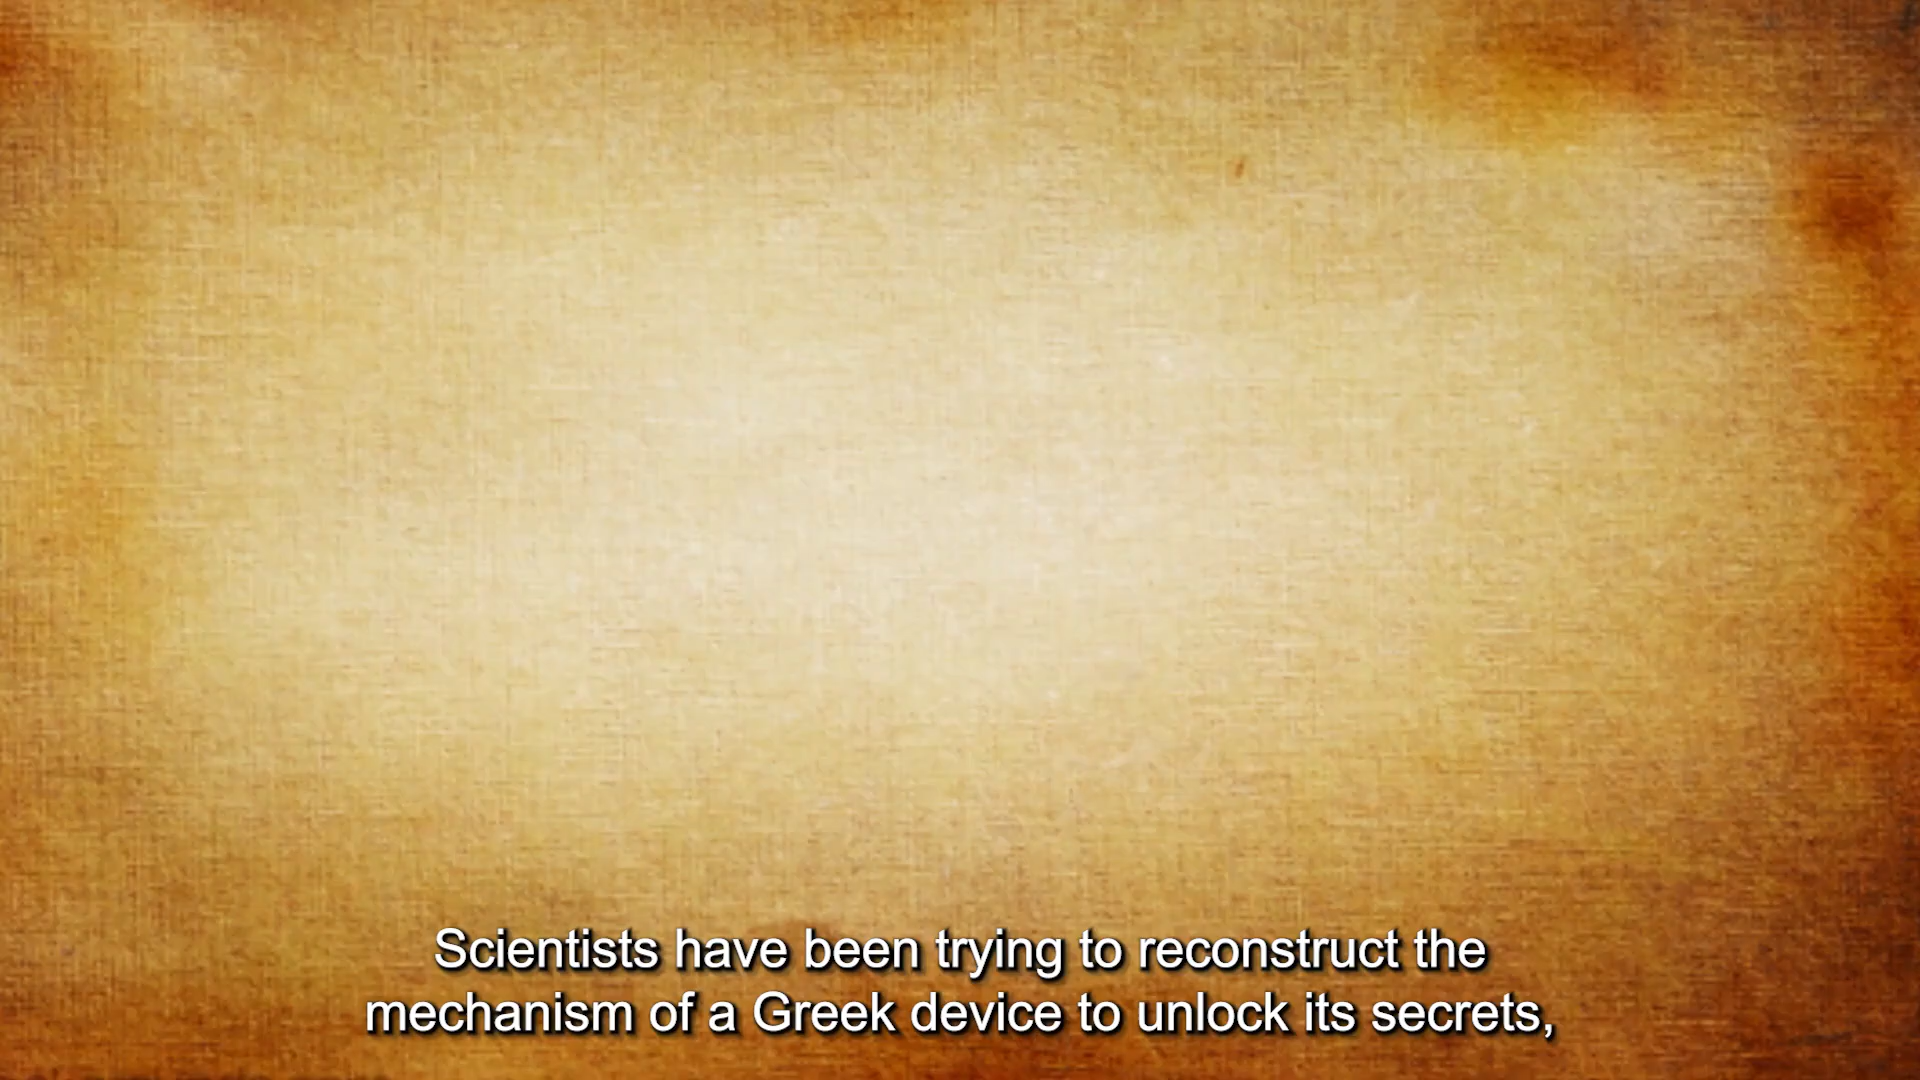 Scientists have been trying to reconstruct the
mechanism of a Greek device to unlock its secrets,